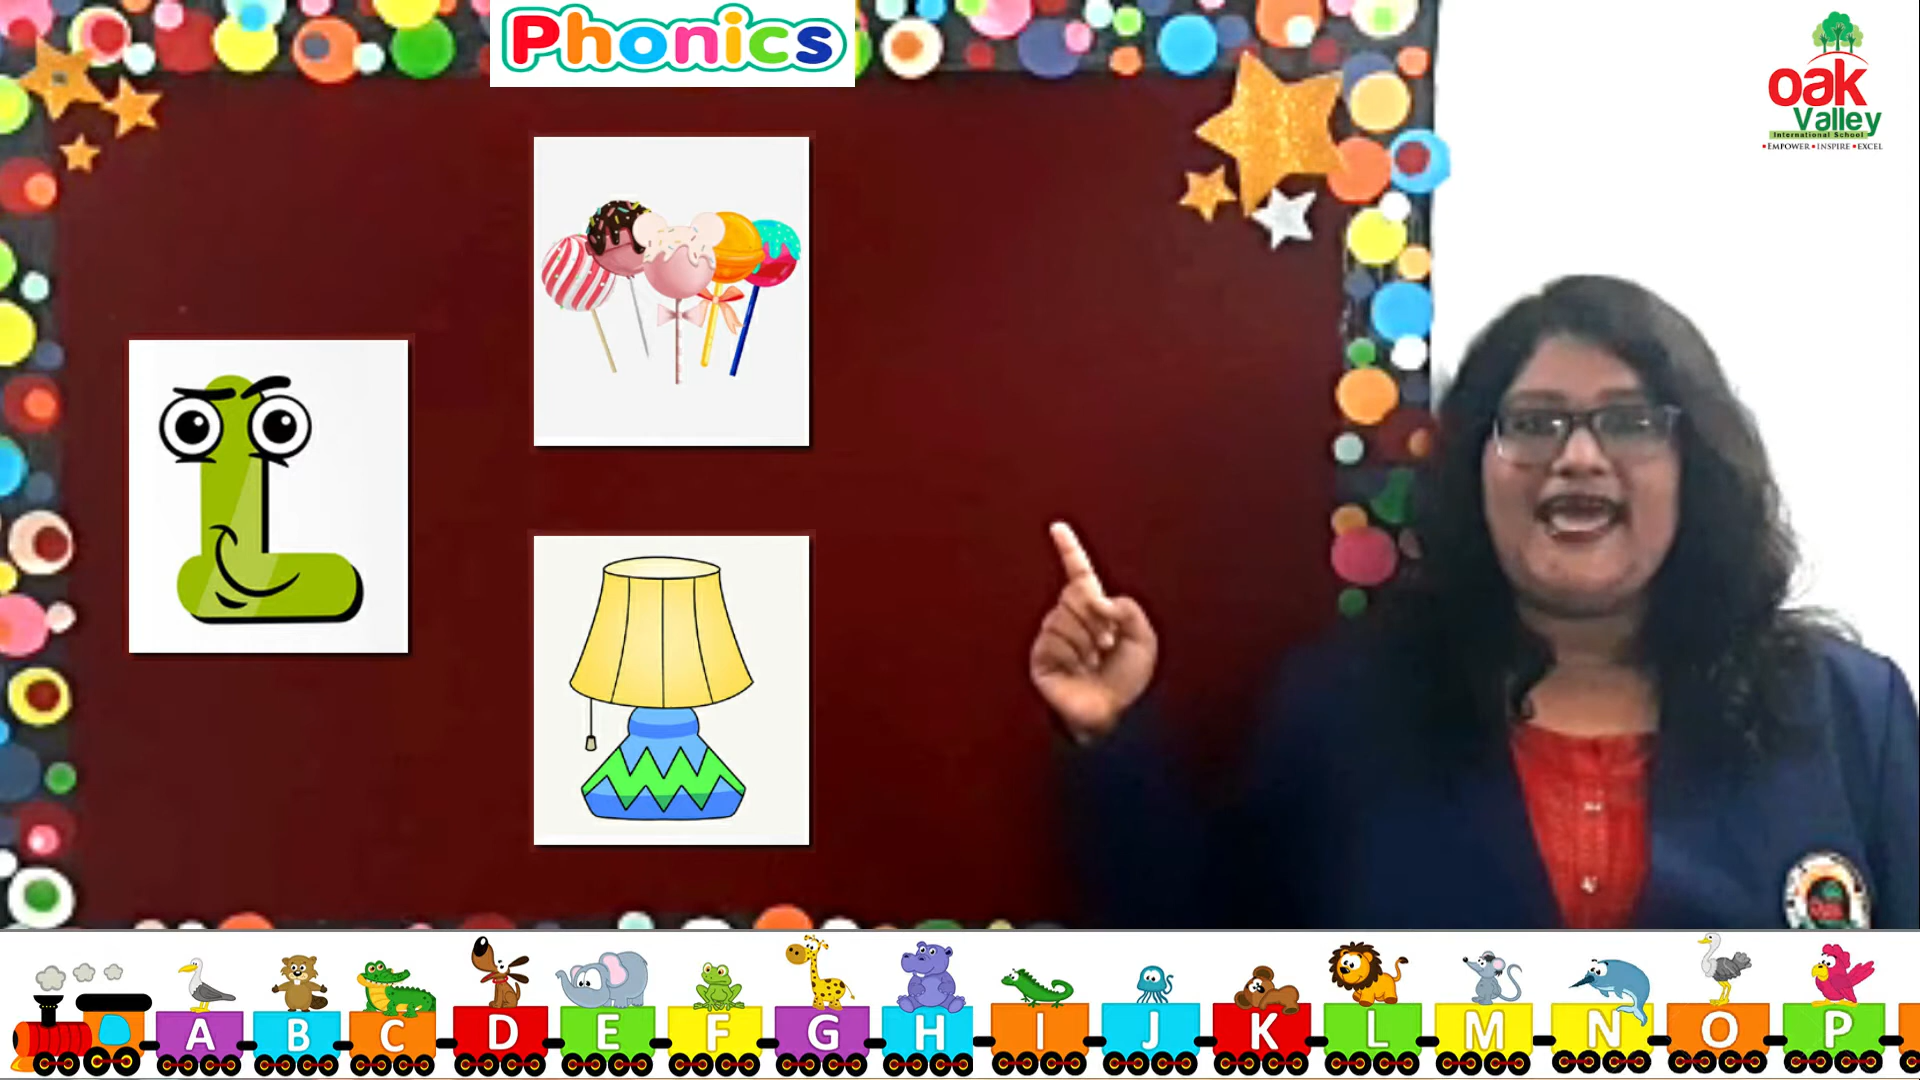 Phonics
oak
Valley
International School
• EMPOWER • INSPIRE • EXCEL
L
A B C D E F G H I J K L M N O P